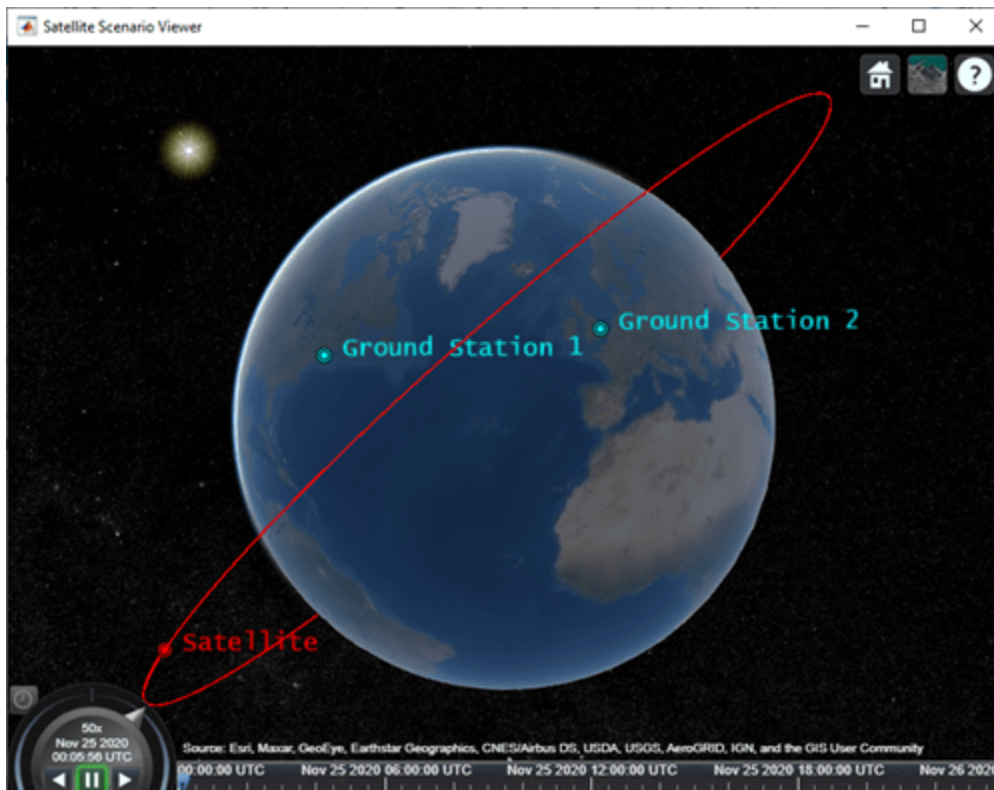 Satellite Scenario Viewer
?
Ground Station 2
Ground Station 1
Satellite
50x
Nov 25 2020
00:05:56 UTC
Source: Esri, Maxar, GeoEye, Earthstar Geographics, CNES/Airbus DS, USDA, USGS, AeroGRID, IGN, and the GIS User Community
00:00:00 UTC Nov 25 2020 06:00:00 UTC Nov 25 2020 12:00:00 UTC Nov 25 2020 18:00:00 UTC Nov 26 2020